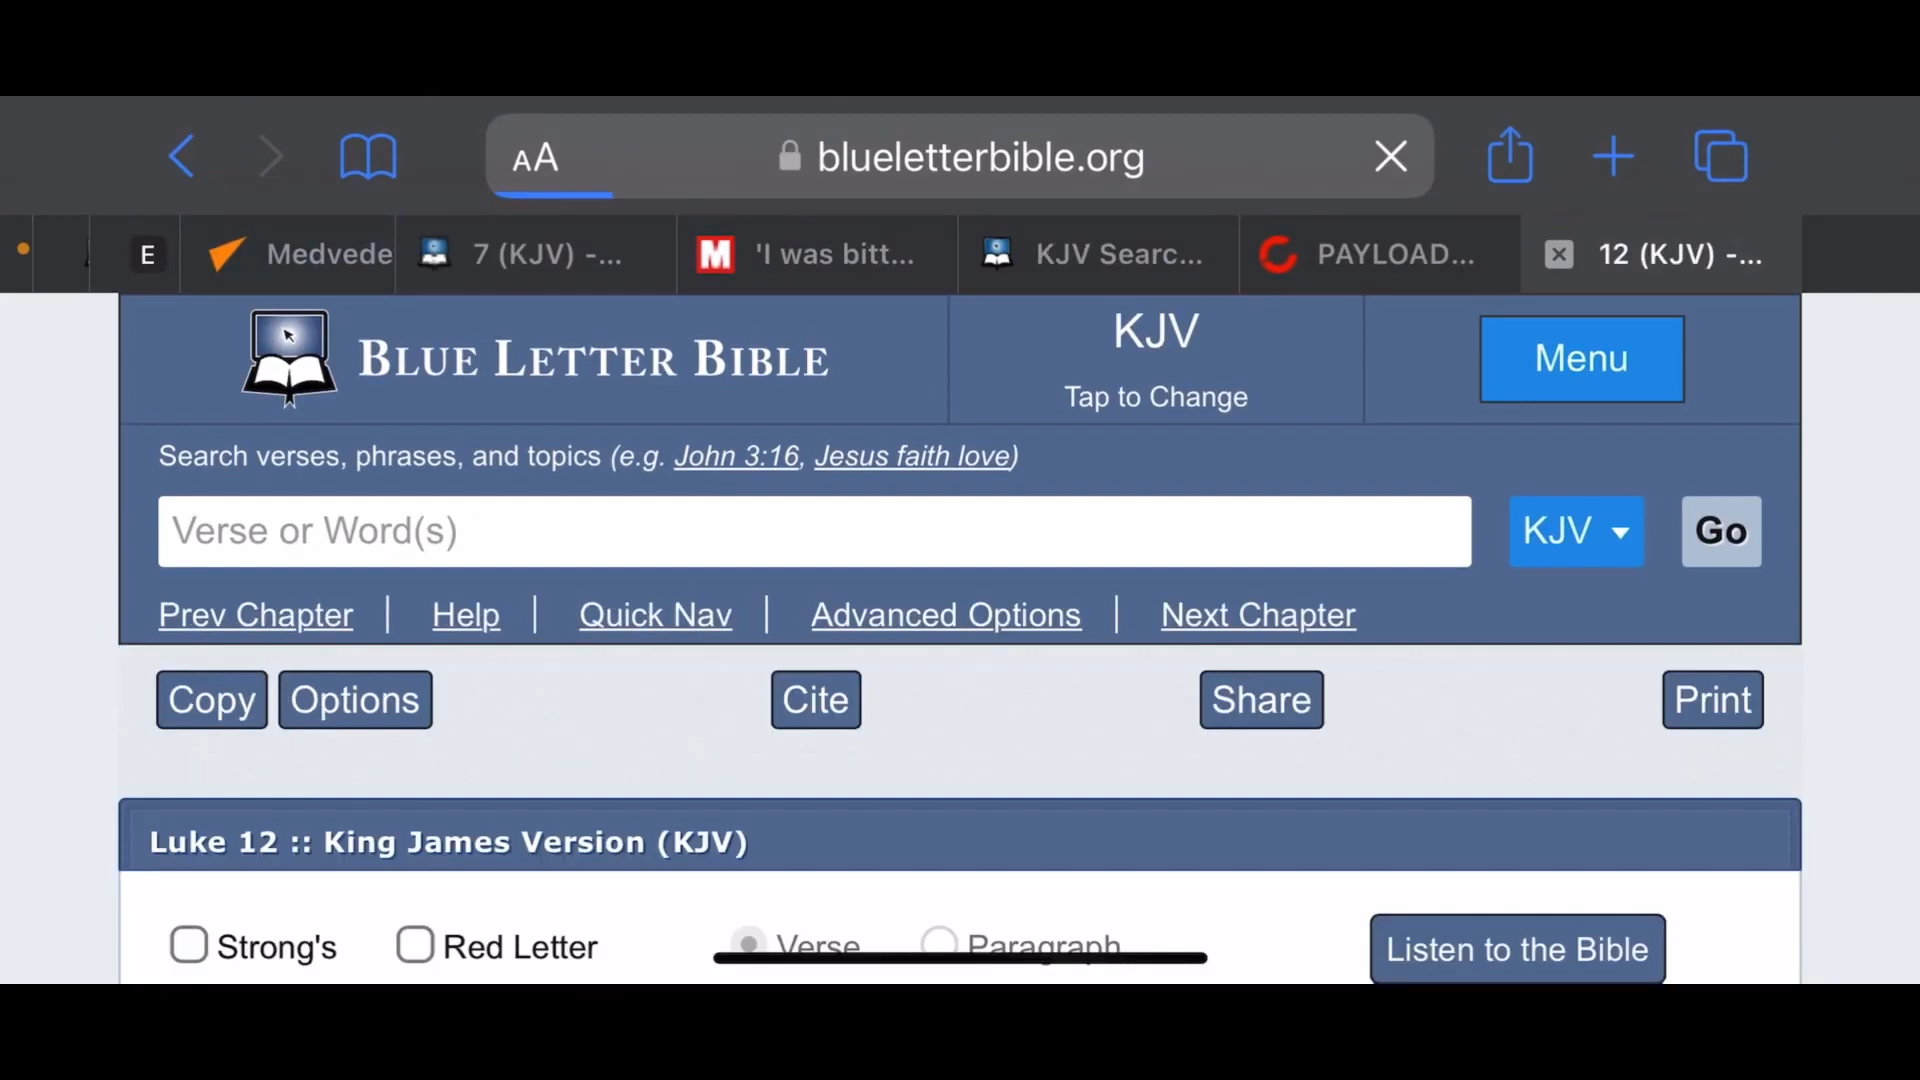 AA blueletterbible.org
E Medvede 7 (KJV) -... 'I was bitt... KJV Searc... PAYLOAD... 12 (KJV) -...
BLUE LETTER BIBLE KJV Menu
Tap to Change
Search verses, phrases, and topics (e.g. John 3:16, Jesus faith love)
Verse or Word(s) KJV Go
Prev Chapter | Help | Quick Nav | Advanced Options | Next Chapter
Copy Options Cite Share Print
Luke 12 :: King James Version (KJV)
Strong's Red Letter Verse Paragraph Listen to the Bible